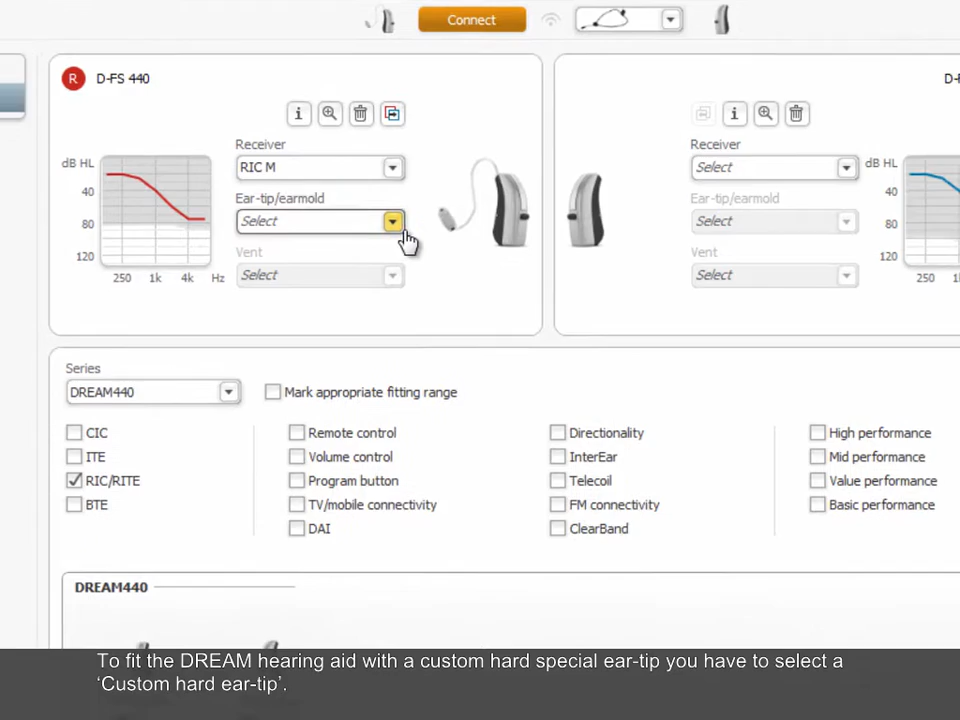 Connect
R D-FS 440
Receiver
RIC M
Ear-tip/earmold
Select
Vent
Select
dB HL
40
80
120
250 1k 4k Hz
Receiver
Select
Ear-tip/earmold
Select
Vent
Select
dB HL
40
80
120
250
Series
DREAM440
Mark appropriate fitting range
CIC
ITE
RIC/RITE
BTE
Remote control
Volume control
Program button
TV/mobile connectivity
DAI
Directionality
InterEar
Telecoil
FM connectivity
ClearBand
High performance
Mid performance
Value performance
Basic performance
DREAM440
To fit the DREAM hearing aid with a custom hard special ear-tip you have to select a
‘Custom hard ear-tip’.